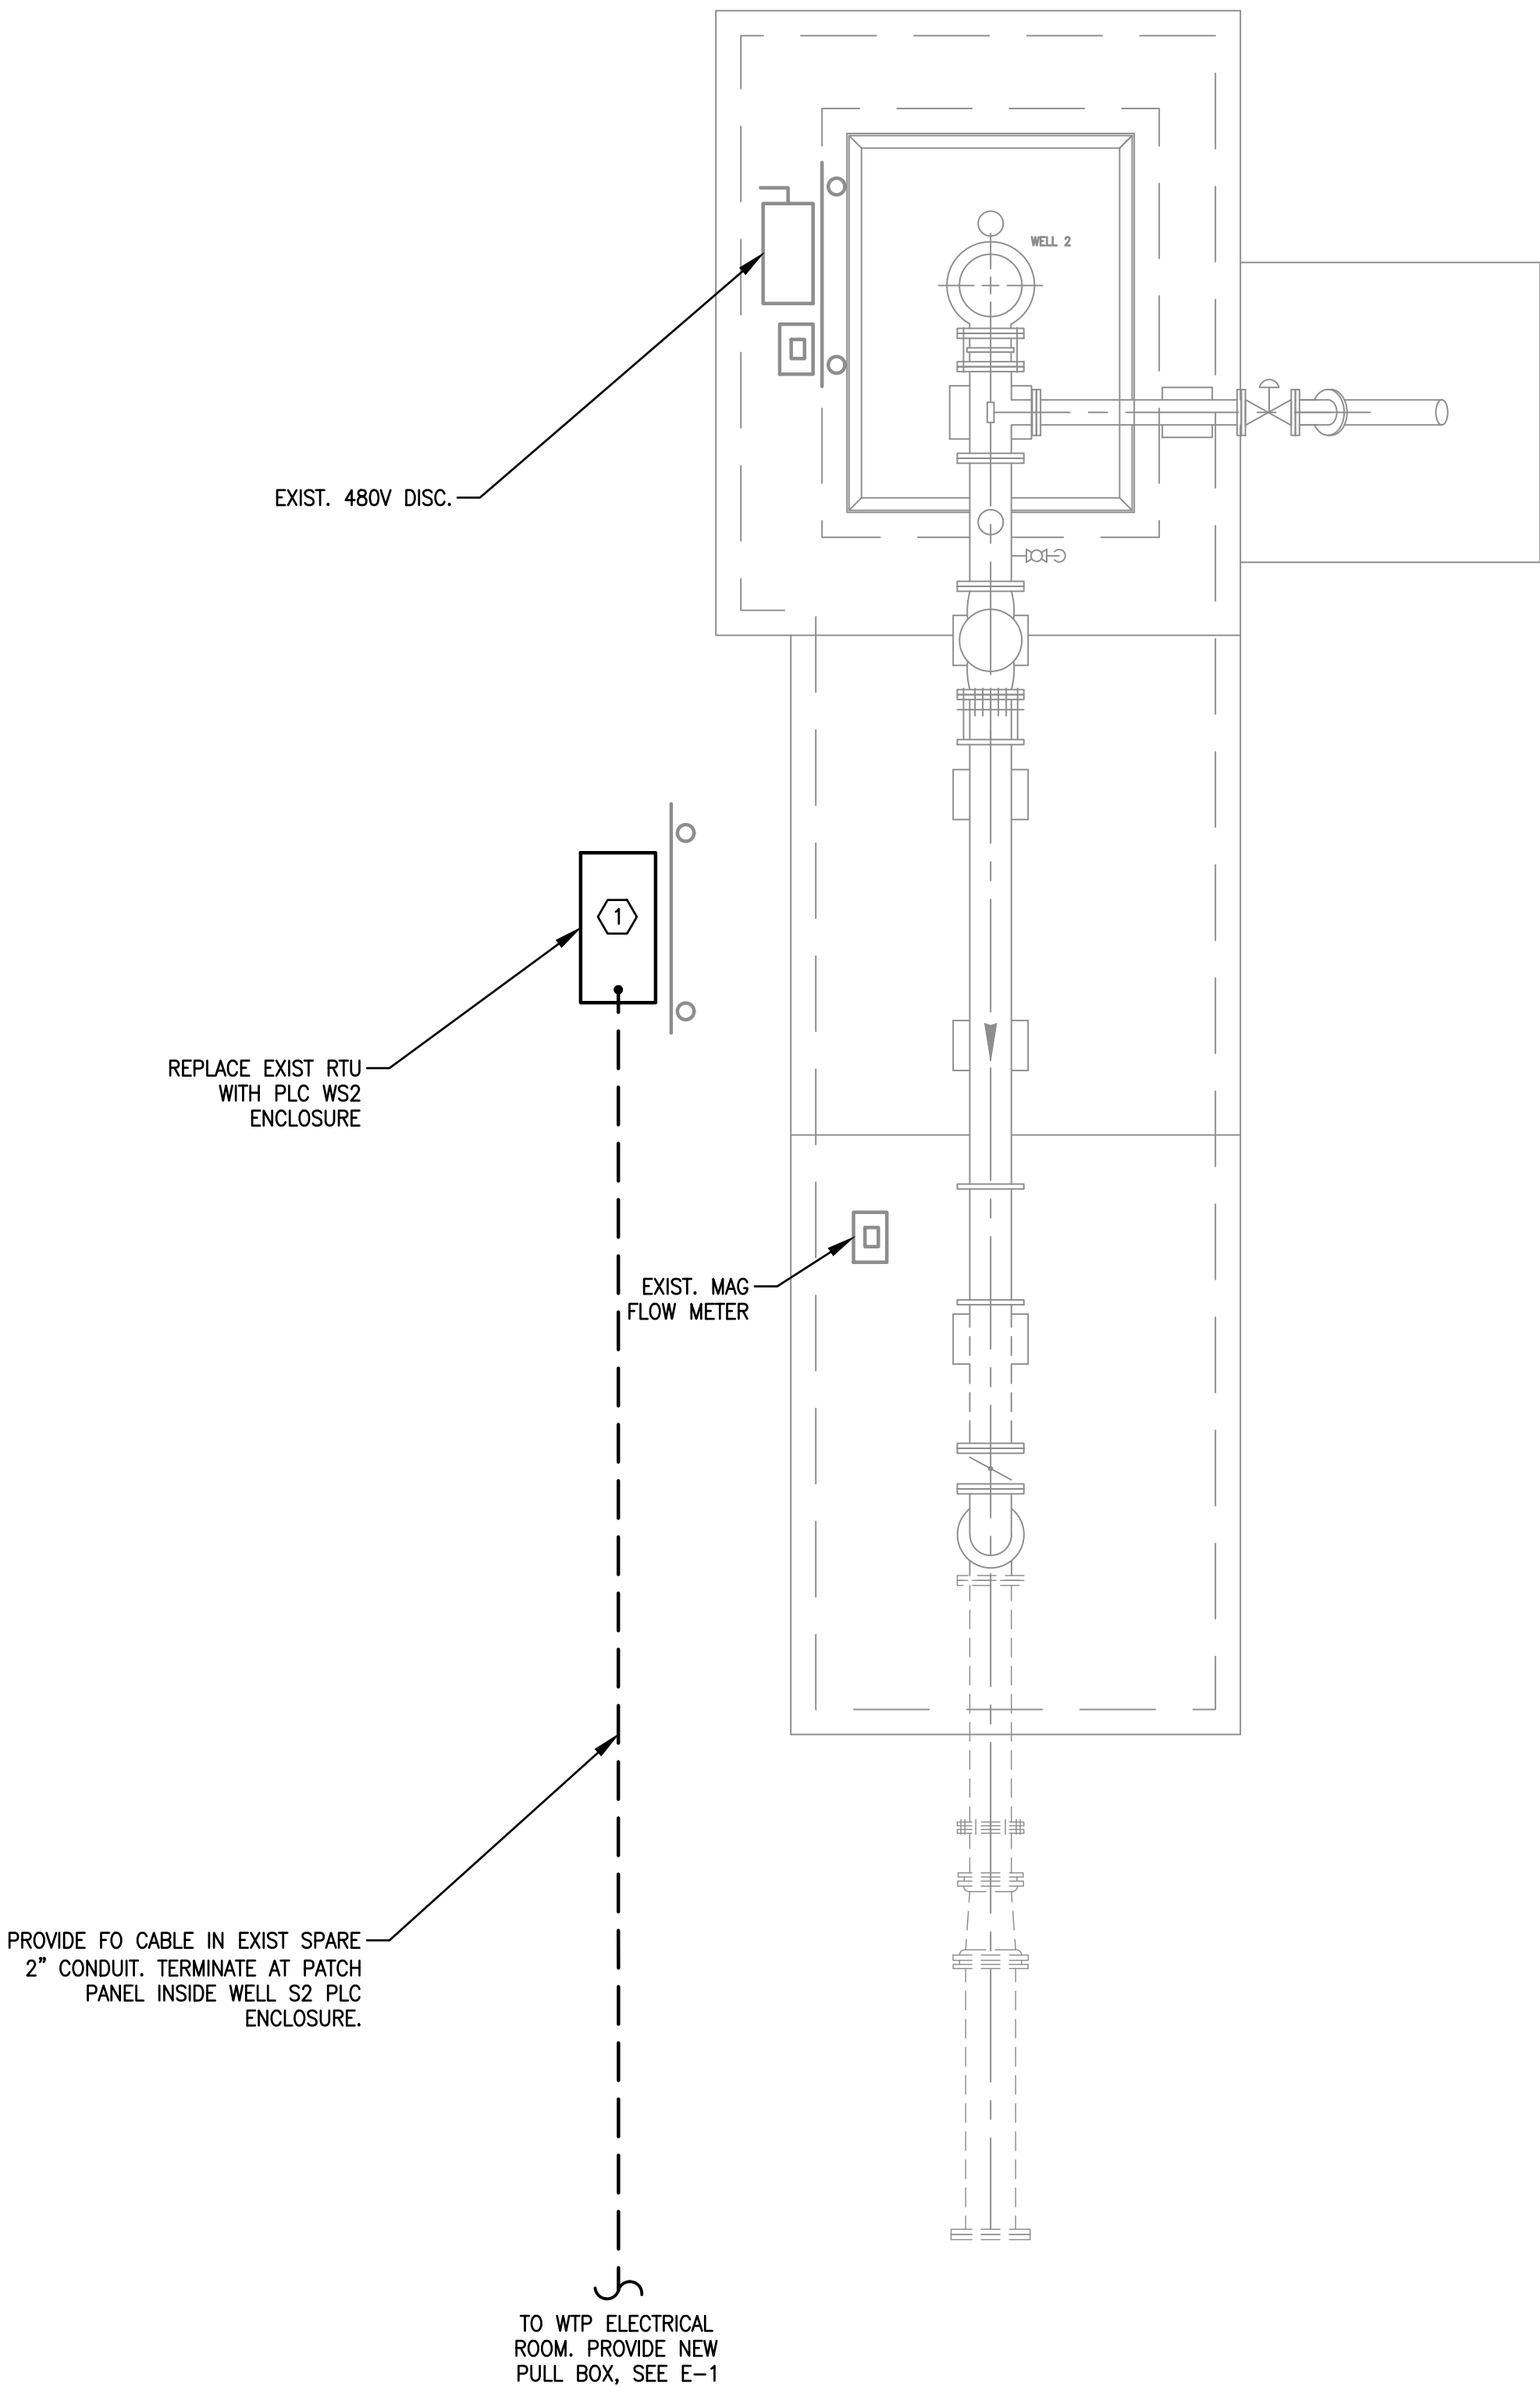 WELL 2
EXIST. 480V DISC.
1
REPLACE EXIST RTU
WITH PLC WS2
ENCLOSURE
EXIST. MAG
FLOW METER
PROVIDE FO CABLE IN EXIST SPARE
2" CONDUIT. TERMINATE AT PATCH
PANEL INSIDE WELL S2 PLC
ENCLOSURE.
TO WTP ELECTRICAL
ROOM. PROVIDE NEW
PULL BOX, SEE E-1